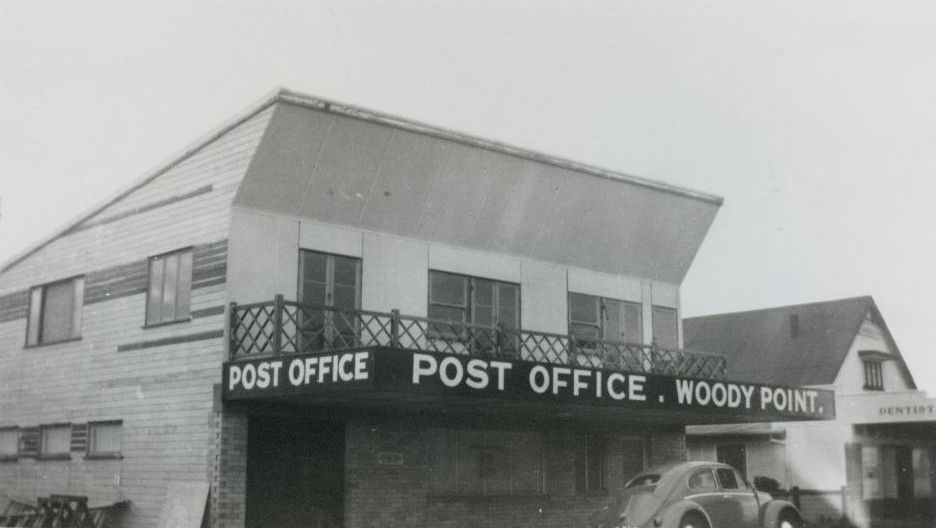 POST OFFICE
POST OFFICE . WOODY POINT.
DENTIST